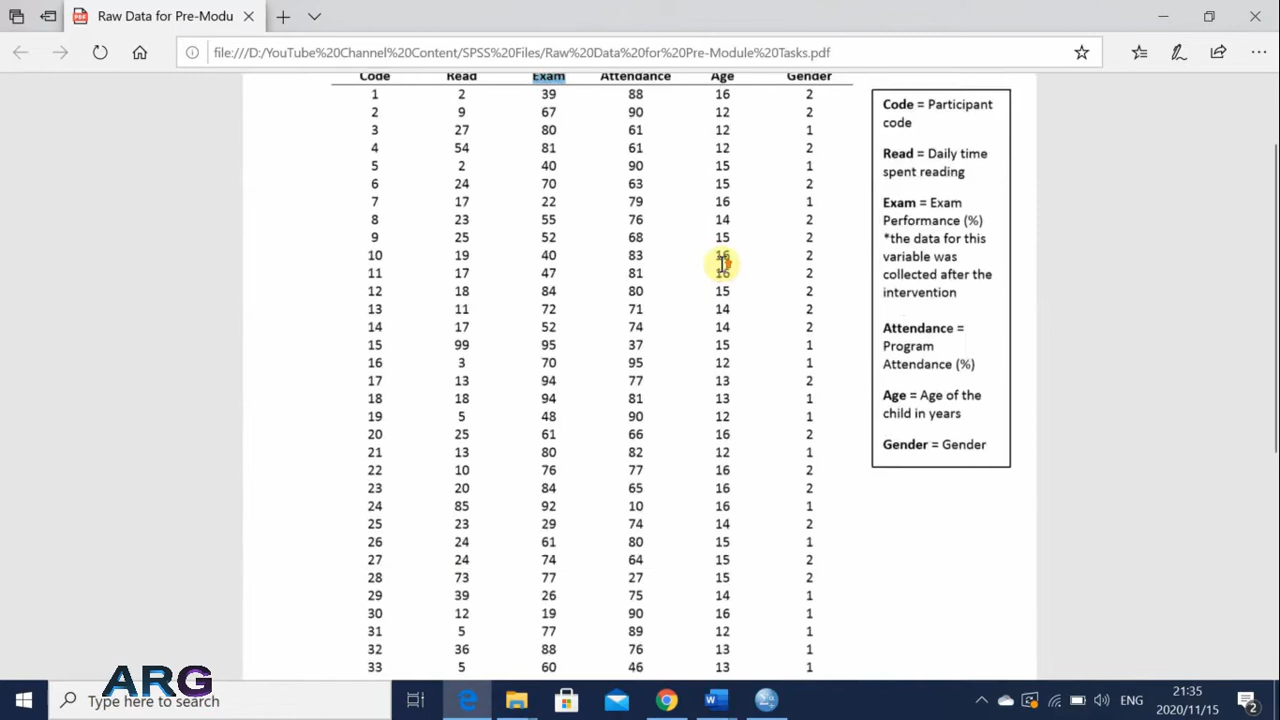 Raw Data for Pre-Modu
file:///D:/YouTube%20Channel%20Content/SPSS%20Files/Raw%20Data%20for%20Pre-Module%20Tasks.pdf
Code Read Exam Attendance Age Gender
1 2 39 88 16 2
2 9 67 90 12 2
3 27 80 61 12 1
4 54 81 61 12 2
5 2 40 90 15 1
6 24 70 63 15 2
7 17 22 79 16 1
8 23 55 76 14 2
9 25 52 68 15 2
10 19 40 83 16 2
11 17 47 81 16 2
12 18 84 80 15 2
13 11 72 71 14 2
14 17 52 74 14 2
15 99 95 37 15 1
16 3 70 95 12 1
17 13 94 77 13 2
18 18 94 81 13 1
19 5 48 90 12 1
20 25 61 66 16 2
21 13 80 82 12 1
22 10 76 77 16 2
23 20 84 65 16 2
24 85 92 10 16 1
25 23 29 74 14 2
26 24 61 80 15 1
27 24 74 64 15 2
28 73 77 27 15 2
29 39 26 75 14 1
30 12 19 90 16 1
31 5 77 89 12 1
32 36 88 76 13 1
33 5 60 46 13 1
Code = Participant
code
Read = Daily time
spent reading
Exam = Exam
Performance (%)
*the data for this
variable was
collected after the
intervention
Attendance =
Program
Attendance (%)
Age = Age of the
child in years
Gender = Gender
ARG
Type here to search
ENG
21:35
2020/11/15
2